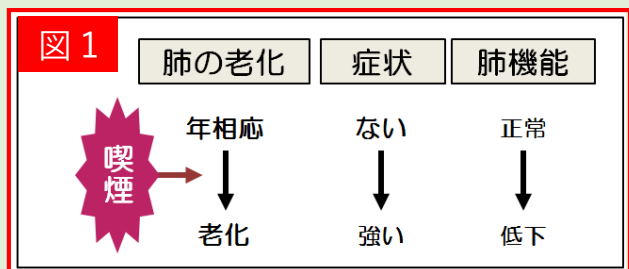 図1
肺の老化 症状 肺機能
年相応 ない 正常
喫煙
老化 強い 低下